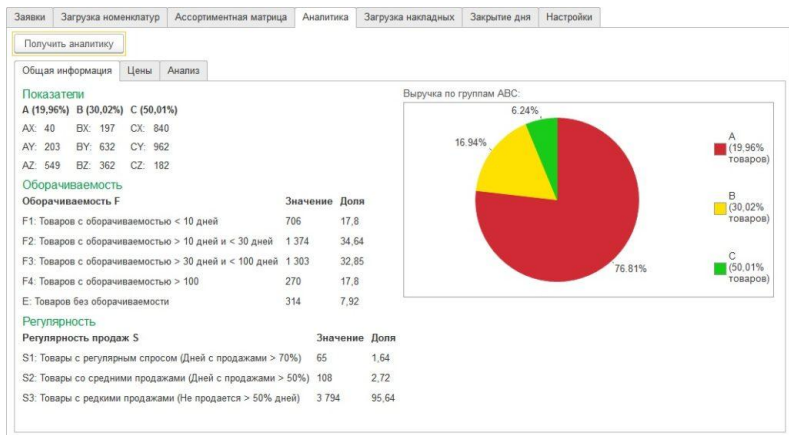 Заявки Загрузка номенклатур Ассортиментная матрица Аналитика Загрузка накладных Закрытие дня Настройки
Получить аналитику
Общая информация Цены Анализ
Показатели
A (19,96%) B (30,02%) C (50,01%)
AX: 40 BX: 197 CX: 840
AY: 203 BY: 632 CY: 962
AZ: 549 BZ: 362 CZ: 182
Оборачиваемость
Оборачиваемость F Значение Доля
F1: Товаров с оборачиваемостью < 10 дней 706 17,8
F2: Товаров с оборачиваемостью > 10 дней и < 30 дней 1 374 34,64
F3: Товаров с оборачиваемостью > 30 дней и < 100 дней 1 303 32,85
F4: Товаров с оборачиваемостью > 100 270 17,8
E: Товаров без оборачиваемости 314 7,92
Регулярность
Регулярность продаж S Значение Доля
S1: Товары с регулярным спросом (Дней с продажами > 70%) 65 1,64
S2: Товары со средними продажами (Дней с продажами > 50%) 108 2,72
S3: Товары с редкими продажами (Не продается > 50% дней) 3 794 95,64
Выручка по группам ABC:
6.24%
16.94%
76.81%
A
(19,96%
товаров)
B
(30,02%
товаров)
C
(50,01%
товаров)